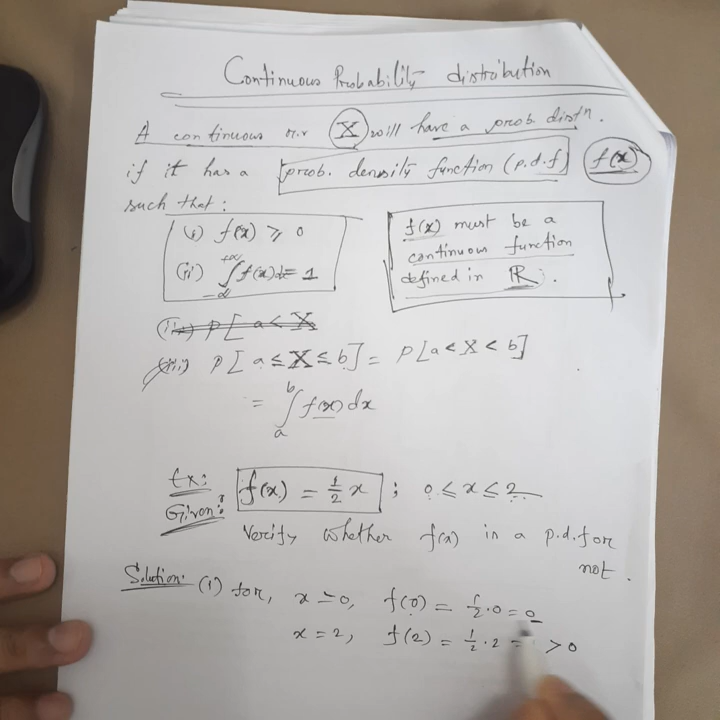 Continuous Probability distribution
A continuous r.v X will have a prob. distn.
if it has a prob. density function (p.d.f) f(x)
such that:
(i) f(x) ≥ 0
(ii) ∫_{-∞}^{+∞} f(x)dx = 1
f(x) must be a
continuous function
defined in ℝ.
(iii) P[a<X
(iii) P[a ≤ X ≤ b] = P[a < X < b]
= ∫_a^b f(x) dx
Ex:
Given: f(x) = 1/2 x ; 0 ≤ x ≤ 2
Verify whether f(x) is a p.d.f or
not.
Solution: (i) for, x = 0, f(0) = 1/2 · 0 = 0
x = 2, f(2) = 1/2 · 2 = > 0